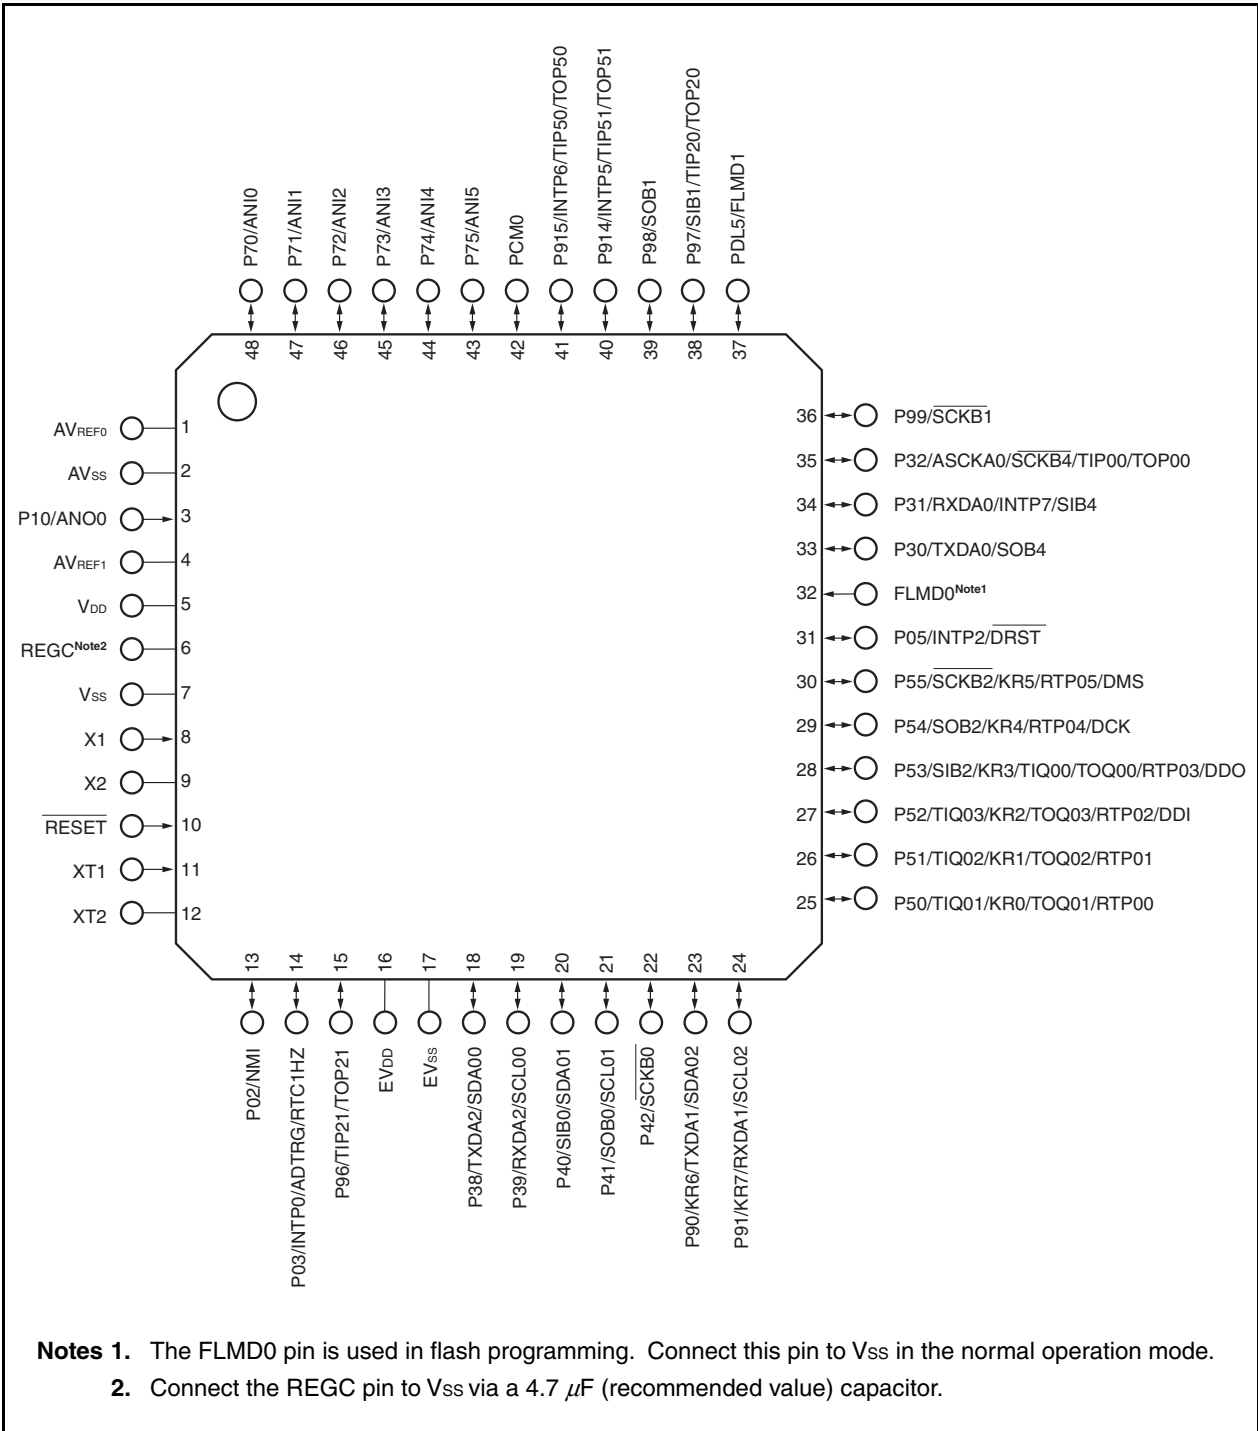 P70/ANI0
P71/ANI1
P72/ANI2
P73/ANI3
P74/ANI4
P75/ANI5
PCM0
P915/INTP6/TIP50/TOP50
P914/INTP5/TIP51/TOP51
P98/SOB1
P97/SIB1/TIP20/TOP20
PDL5/FLMD1
48
47
46
45
44
43
42
41
40
39
38
37
AVREF0 1
AVSS 2
P10/ANO0 3
AVREF1 4
VDD 5
REGCNote2 6
VSS 7
X1 8
X2 9
RESET 10
XT1 11
XT2 12
36 P99/SCKB1
35 P32/ASCKA0/SCKB4/TIP00/TOP00
34 P31/RXDA0/INTP7/SIB4
33 P30/TXDA0/SOB4
32 FLMD0Note1
31 P05/INTP2/DRST
30 P55/SCKB2/KR5/RTP05/DMS
29 P54/SOB2/KR4/RTP04/DCK
28 P53/SIB2/KR3/TIQ00/TOQ00/RTP03/DDO
27 P52/TIQ03/KR2/TOQ03/RTP02/DDI
26 P51/TIQ02/KR1/TOQ02/RTP01
25 P50/TIQ01/KR0/TOQ01/RTP00
13
14
15
16
17
18
19
20
21
22
23
24
P02/NMI
P03/INTP0/ADTRG/RTC1HZ
P96/TIP21/TOP21
EVDD
EVSS
P38/TXDA2/SDA00
P39/RXDA2/SCL00
P40/SIB0/SDA01
P41/SOB0/SCL01
P42/SCKB0
P90/KR6/TXDA1/SDA02
P91/KR7/RXDA1/SCL02
Notes 1. The FLMD0 pin is used in flash programming. Connect this pin to VSS in the normal operation mode.
2. Connect the REGC pin to VSS via a 4.7 μF (recommended value) capacitor.